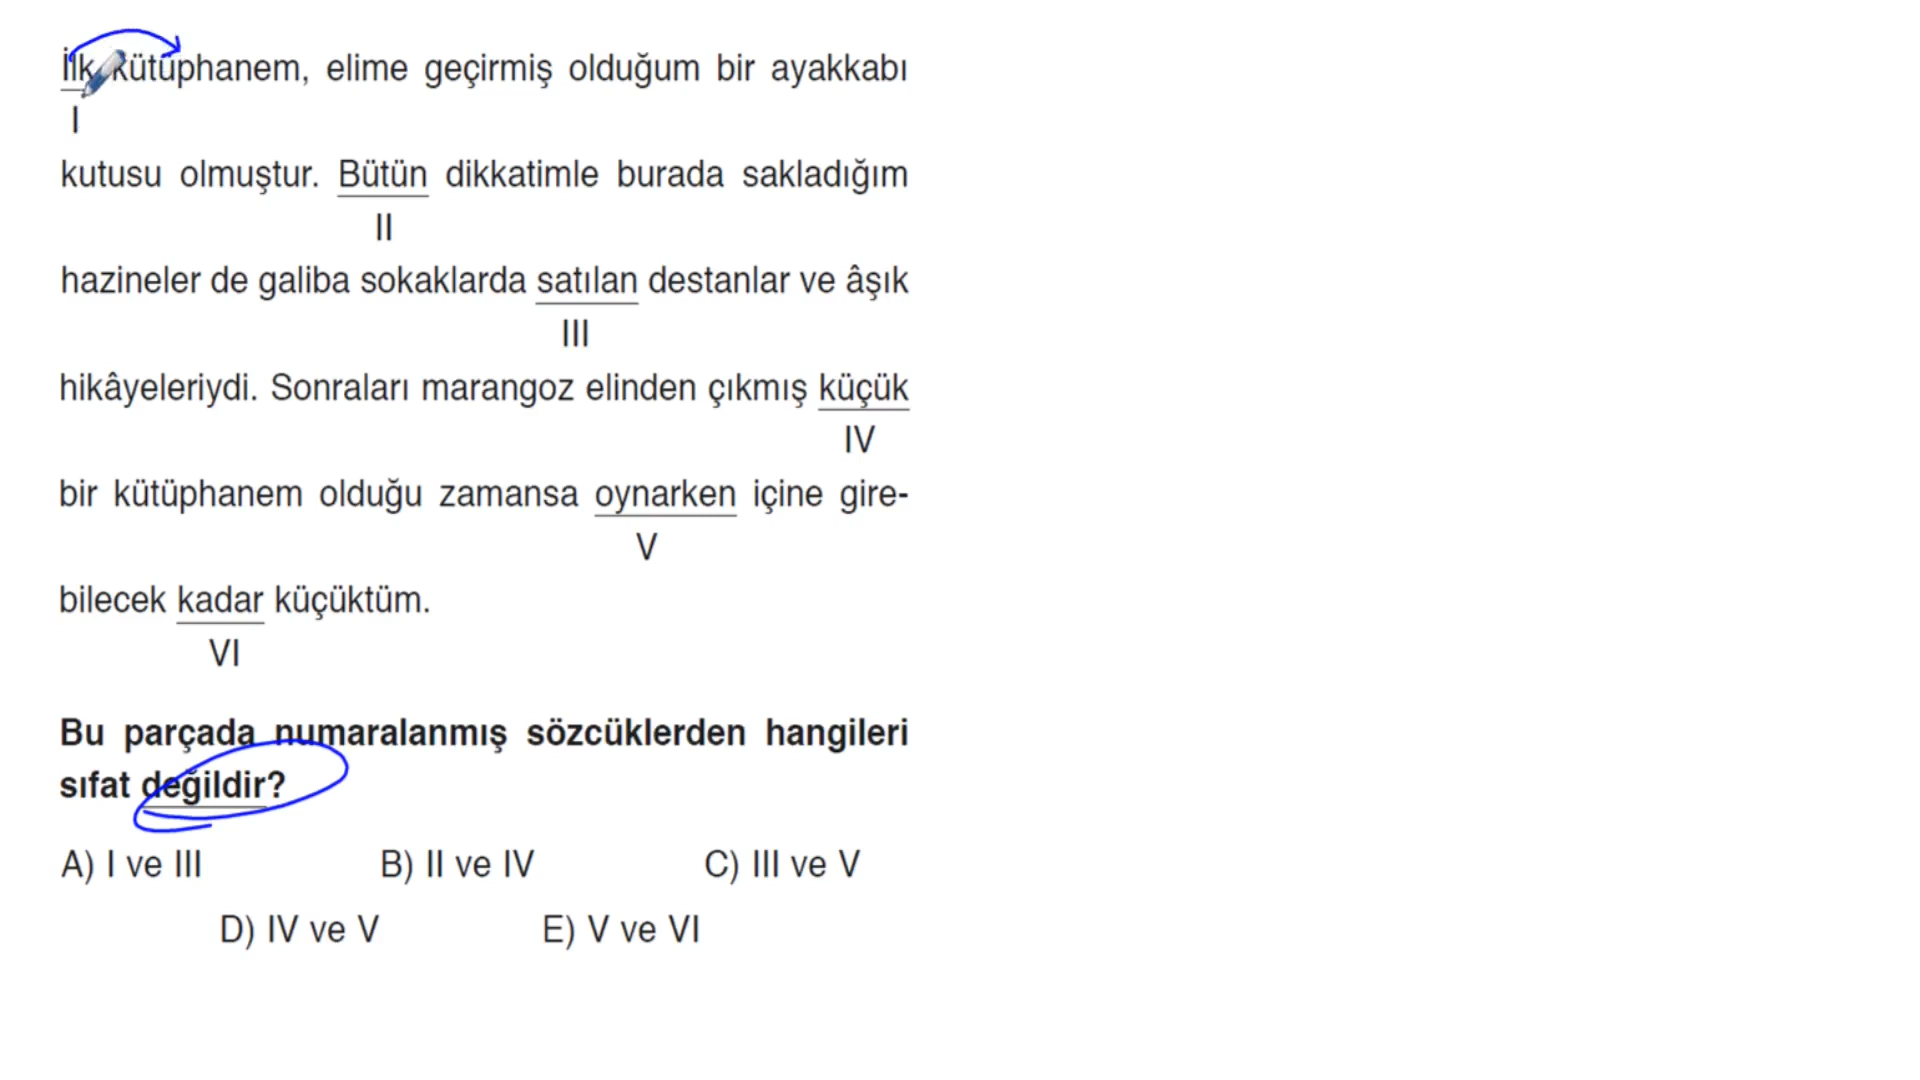 İlk kütüphanem, elime geçirmiş olduğum bir ayakkabı
I
kutusu olmuştur. Bütün dikkatimle burada sakladığım
II
hazineler de galiba sokaklarda satılan destanlar ve âşık
III
hikâyeleriydi. Sonraları marangoz elinden çıkmış küçük
IV
bir kütüphanem olduğu zamansa oynarken içine gire-
V
bilecek kadar küçüktüm.
VI
Bu parçada numaralanmış sözcüklerden hangileri
sıfat değildir?
A) I ve III B) II ve IV C) III ve V
D) IV ve V E) V ve VI